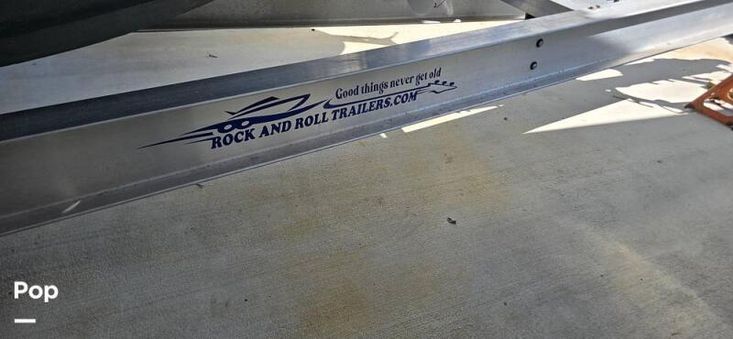 Good things never get old
ROCK AND ROLL TRAILERS.COM
Pop